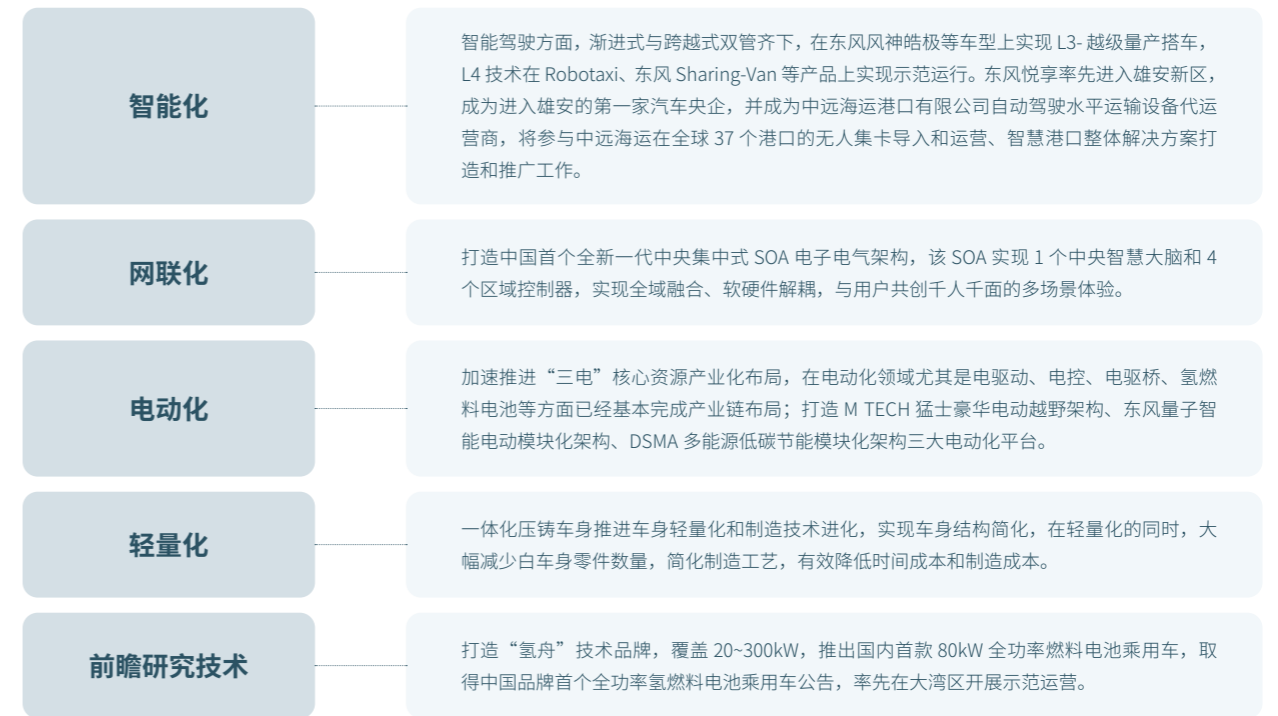 智能化
智能驾驶方面，渐进式与跨越式双管齐下，在东风风神皓极等车型上实现 L3- 越级量产搭车，
L4 技术在 Robotaxi、东风 Sharing-Van 等产品上实现示范运行。东风悦享率先进入雄安新区，
成为进入雄安的第一家汽车央企，并成为中远海运港口有限公司自动驾驶水平运输设备代运
营商，将参与中远海运在全球 37 个港口的无人集卡导入和运营、智慧港口整体解决方案打
造和推广工作。
网联化
打造中国首个全新一代中央集中式 SOA 电子电气架构，该 SOA 实现 1 个中央智慧大脑和 4
个区域控制器，实现全域融合、软硬件解耦，与用户共创千人千面的多场景体验。
电动化
加速推进“三电”核心资源产业化布局，在电动化领域尤其是电驱动、电控、电驱桥、氢燃
料电池等方面已经基本完成产业链布局；打造 M TECH 猛士豪华电动越野架构、东风量子智
能电动模块化架构、DSMA 多能源低碳节能模块化架构三大电动化平台。
轻量化
一体化压铸车身推进车身轻量化和制造技术进化，实现车身结构简化，在轻量化的同时，大
幅减少白车身零件数量，简化制造工艺，有效降低时间成本和制造成本。
前瞻研究技术
打造“氢舟”技术品牌，覆盖 20~300kW，推出国内首款 80kW 全功率燃料电池乘用车，取
得中国品牌首个全功率氢燃料电池乘用车公告，率先在大湾区开展示范运营。